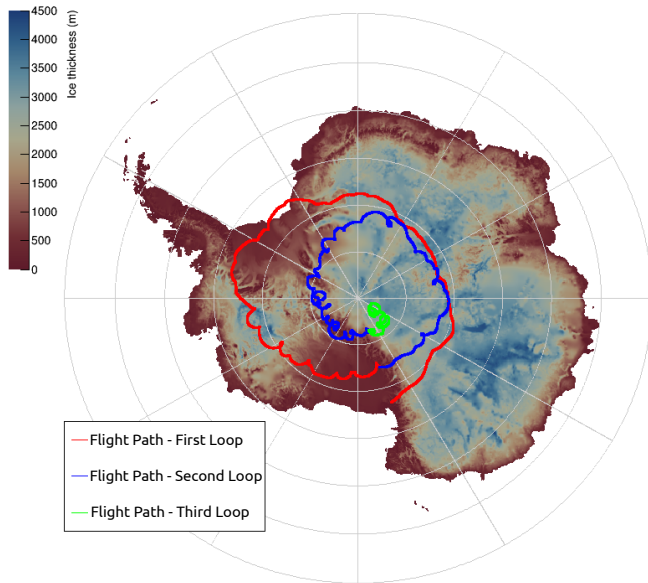 4500
4000
3500
3000
2500
2000
1500
1000
500
0
Ice thickness (m)
Flight Path - First Loop
Flight Path - Second Loop
Flight Path - Third Loop